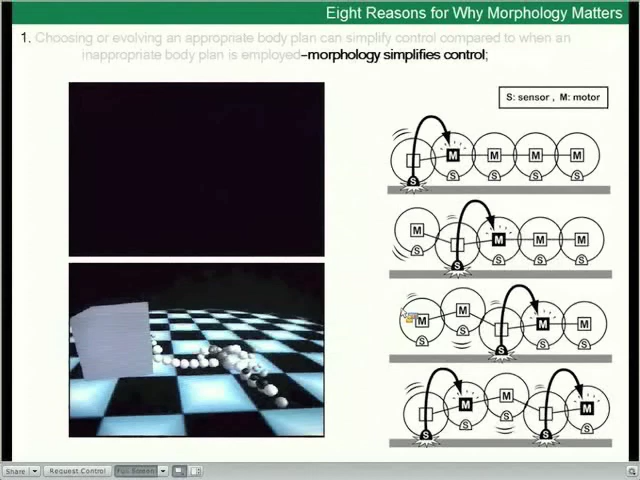 Eight Reasons for Why Morphology Matters
1. Choosing or evolving an appropriate body plan can simplify control compared to when an
inappropriate body plan is employed–morphology simplifies control;
S: sensor , M: motor
M M M M
S S S S S
M M M M
S S S S S
M M M M
S S S S S
M M M
S S S S S
Share Request Control Full Screen